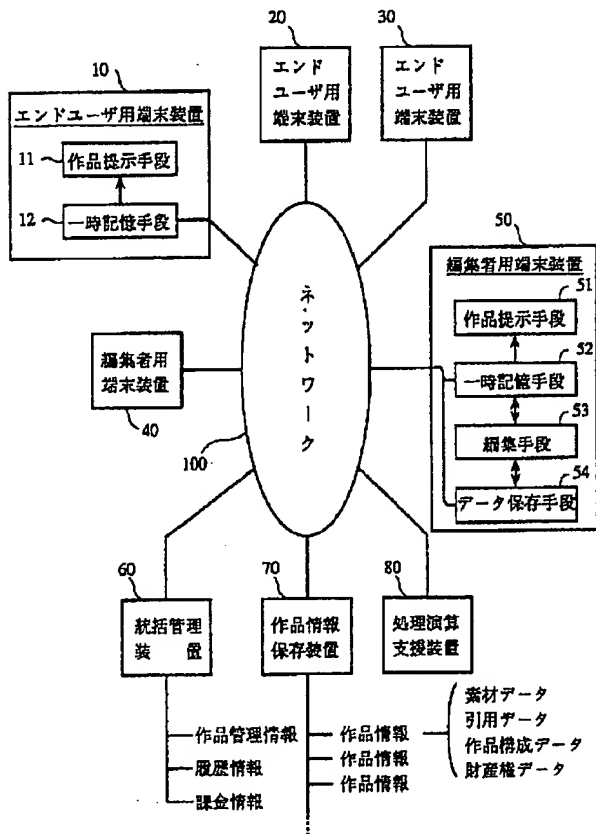 20
30
エンド
ユーザ用
端末装置
エンド
ユーザ用
端末装置
10
エンドユーザ用端末装置
11
作品提示手段
12
一時記憶手段
50
編集者用端末装置
51
作品提示手段
52
一時記憶手段
53
編集手段
54
データ保存手段
ネットワーク
編集者用
端末装置
40
100
60
統括管理
装置
70
作品情報
保存装置
80
処理演算
支援装置
作品管理情報
履歴情報
課金情報
作品情報
作品情報
作品情報
素材データ
引用データ
作品構成データ
財産権データ